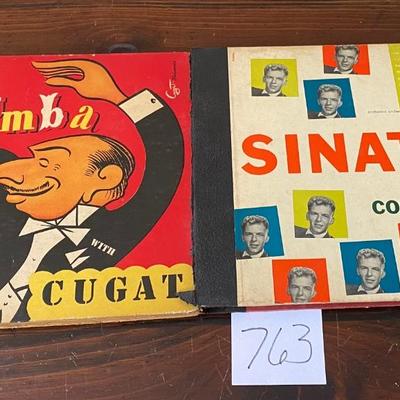 mba
WITH
CUGAT
SINAT
CO
763